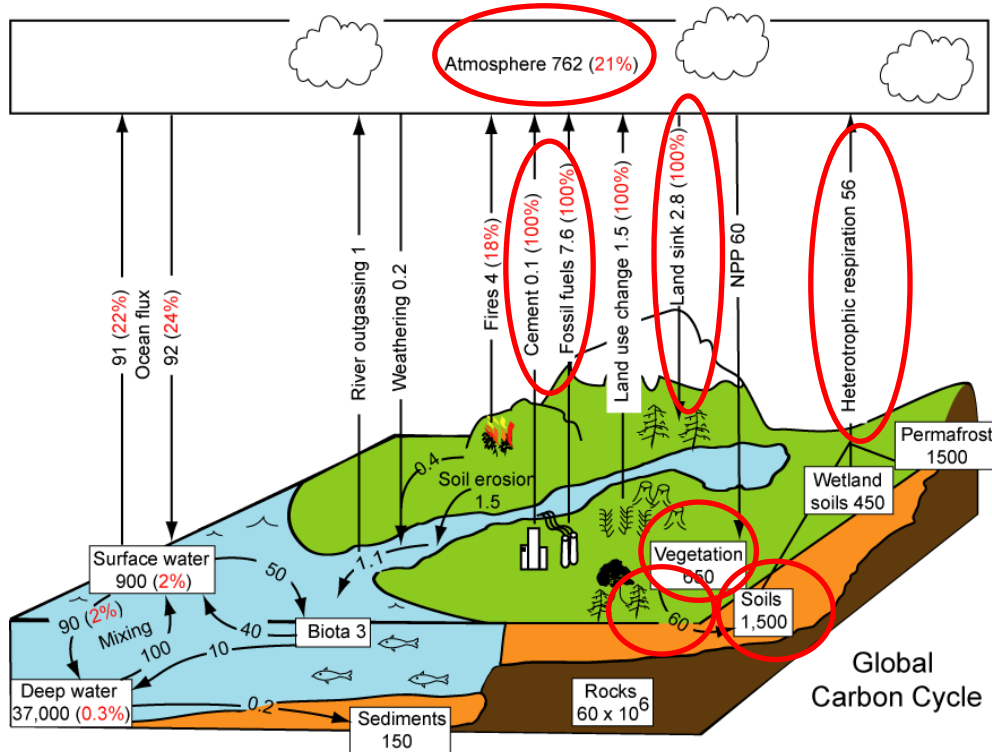 Atmosphere 762 (21%)
91 (22%)
Ocean flux
92 (24%)
River outgassing 1
Weathering 0.2
Fires 4 (18%)
Cement 0.1 (100%)
Fossil fuels 7.6 (100%)
Land use change 1.5 (100%)
Land sink 2.8 (100%)
NPP 60
Heterotrophic respiration 56
Permafrost
1500
Wetland
soils 450
0.4
Soil erosion
1.5
1.1
Vegetation
650
60
Soils
1,500
Surface water
900 (2%)
50
90 (2%)
Mixing
100
40
Biota 3
10
Deep water
37,000 (0.3%)
0.2
Sediments
150
Rocks
60 x 10⁶
Global
Carbon Cycle